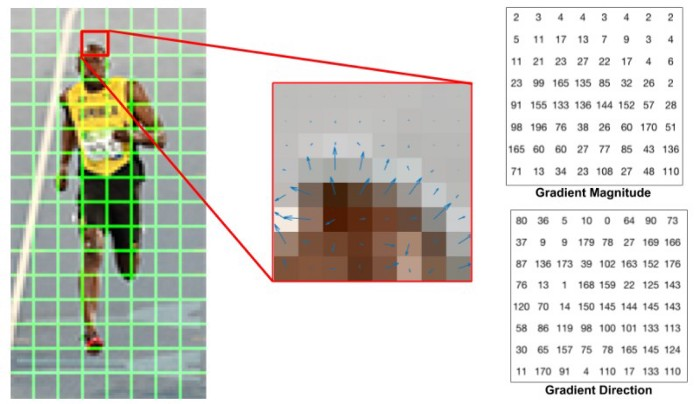 2 3 4 4 3 4 2 2
5 11 17 13 7 9 3 4
11 21 23 27 22 17 4 6
23 99 165 135 85 32 26 2
91 155 133 136 144 152 57 28
98 196 76 38 26 60 170 51
165 60 60 27 77 85 43 136
71 13 34 23 108 27 48 110
Gradient Magnitude
80 36 5 10 0 64 90 73
37 9 9 179 78 27 169 166
87 136 173 39 102 163 152 176
76 13 1 168 159 22 125 143
120 70 14 150 145 144 145 143
58 86 119 98 100 101 133 113
30 65 157 75 78 165 145 124
11 170 91 4 110 17 133 110
Gradient Direction